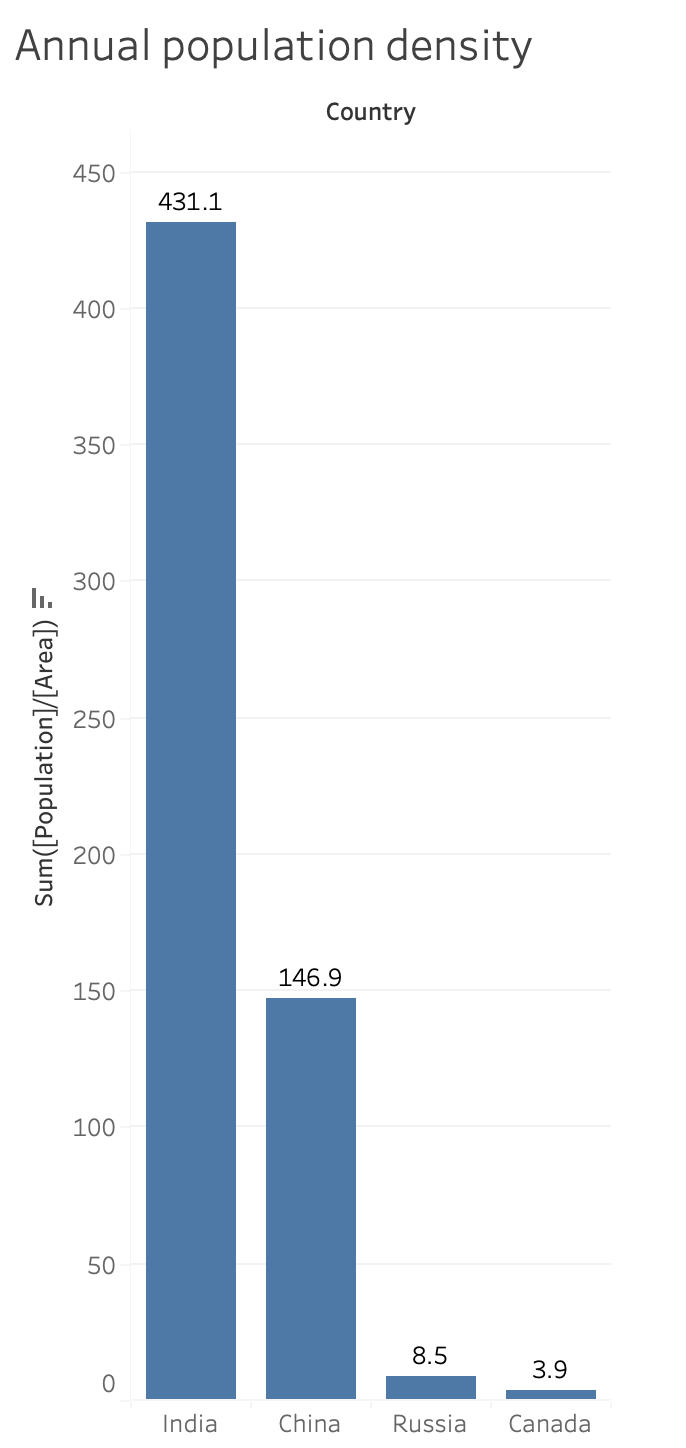 Annual population density
Country
Sum([Population]/[Area])
450
400
350
300
250
200
150
100
50
0
431.1
146.9
8.5
3.9
India
China
Russia
Canada